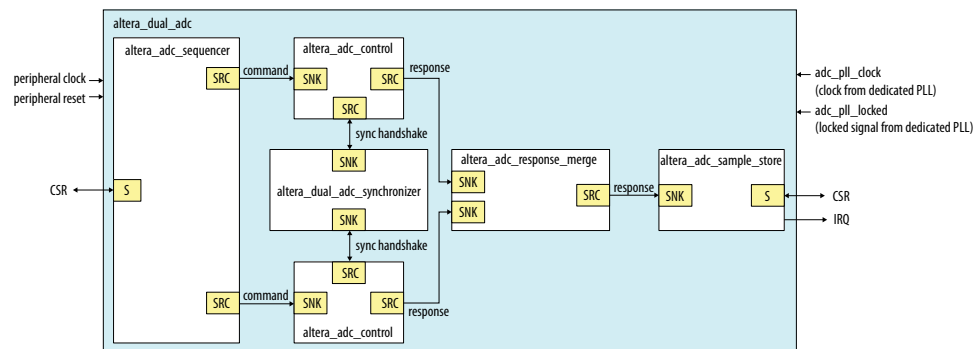 altera_dual_adc
altera_adc_sequencer
altera_adc_control
peripheral clock
peripheral reset
SRC
command
SNK
SRC
response
SRC
adc_pll_clock
(clock from dedicated PLL)
adc_pll_locked
(locked signal from dedicated PLL)
sync handshake
SNK
altera_dual_adc_synchronizer
SNK
sync handshake
CSR
S
altera_adc_response_merge
SNK
SNK
SRC
response
altera_adc_sample_store
SNK
S
CSR
IRQ
SRC
SRC
command
SNK
SRC
response
altera_adc_control